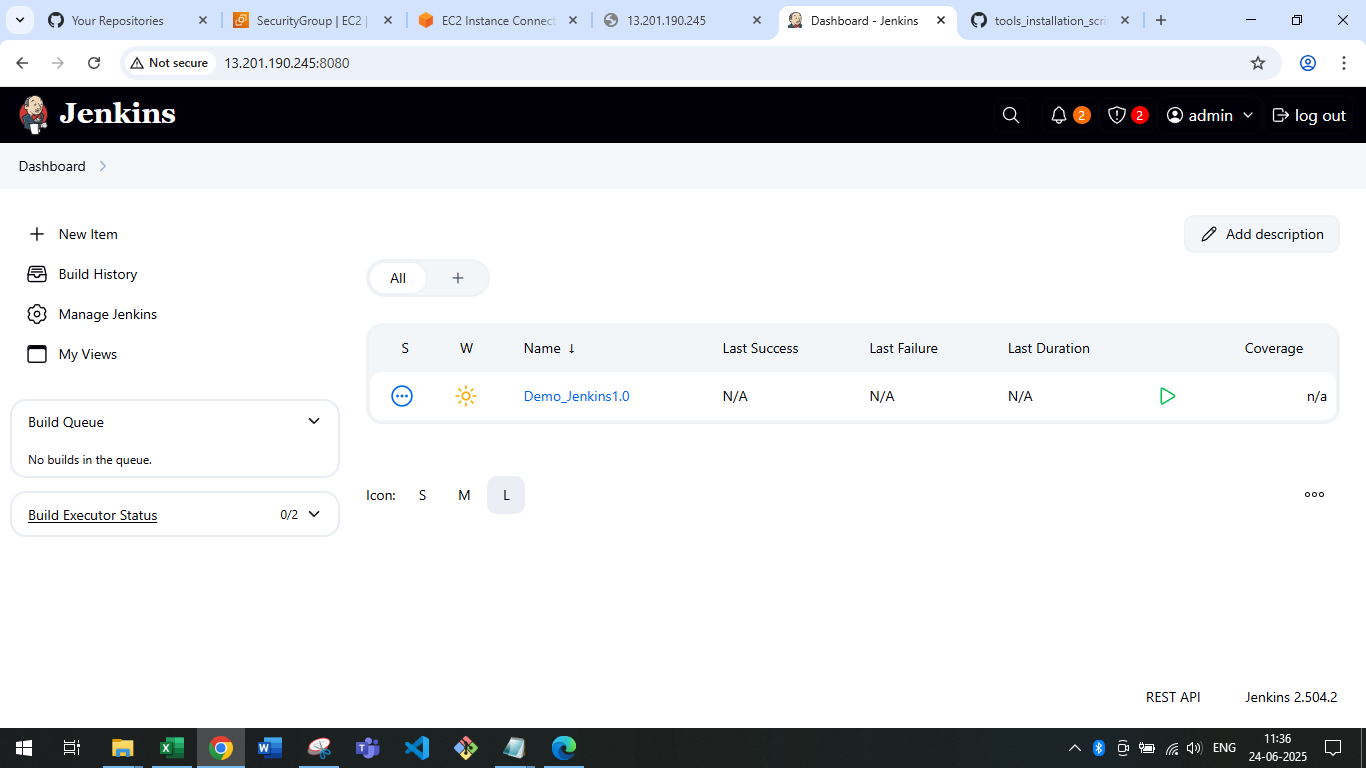 Your Repositories
SecurityGroup | EC2 |
EC2 Instance Connect
13.201.190.245
Dashboard - Jenkins
tools_installation_scri
Not secure
13.201.190.245:8080
Jenkins
2
2
admin
log out
Dashboard
New Item
Build History
Manage Jenkins
My Views
Build Queue
No builds in the queue.
Build Executor Status
0/2
Add description
All
+
S W Name ↓ Last Success Last Failure Last Duration Coverage
Demo_Jenkins1.0 N/A N/A N/A n/a
Icon: S M L
REST API
Jenkins 2.504.2
ENG
11:36
24-06-2025